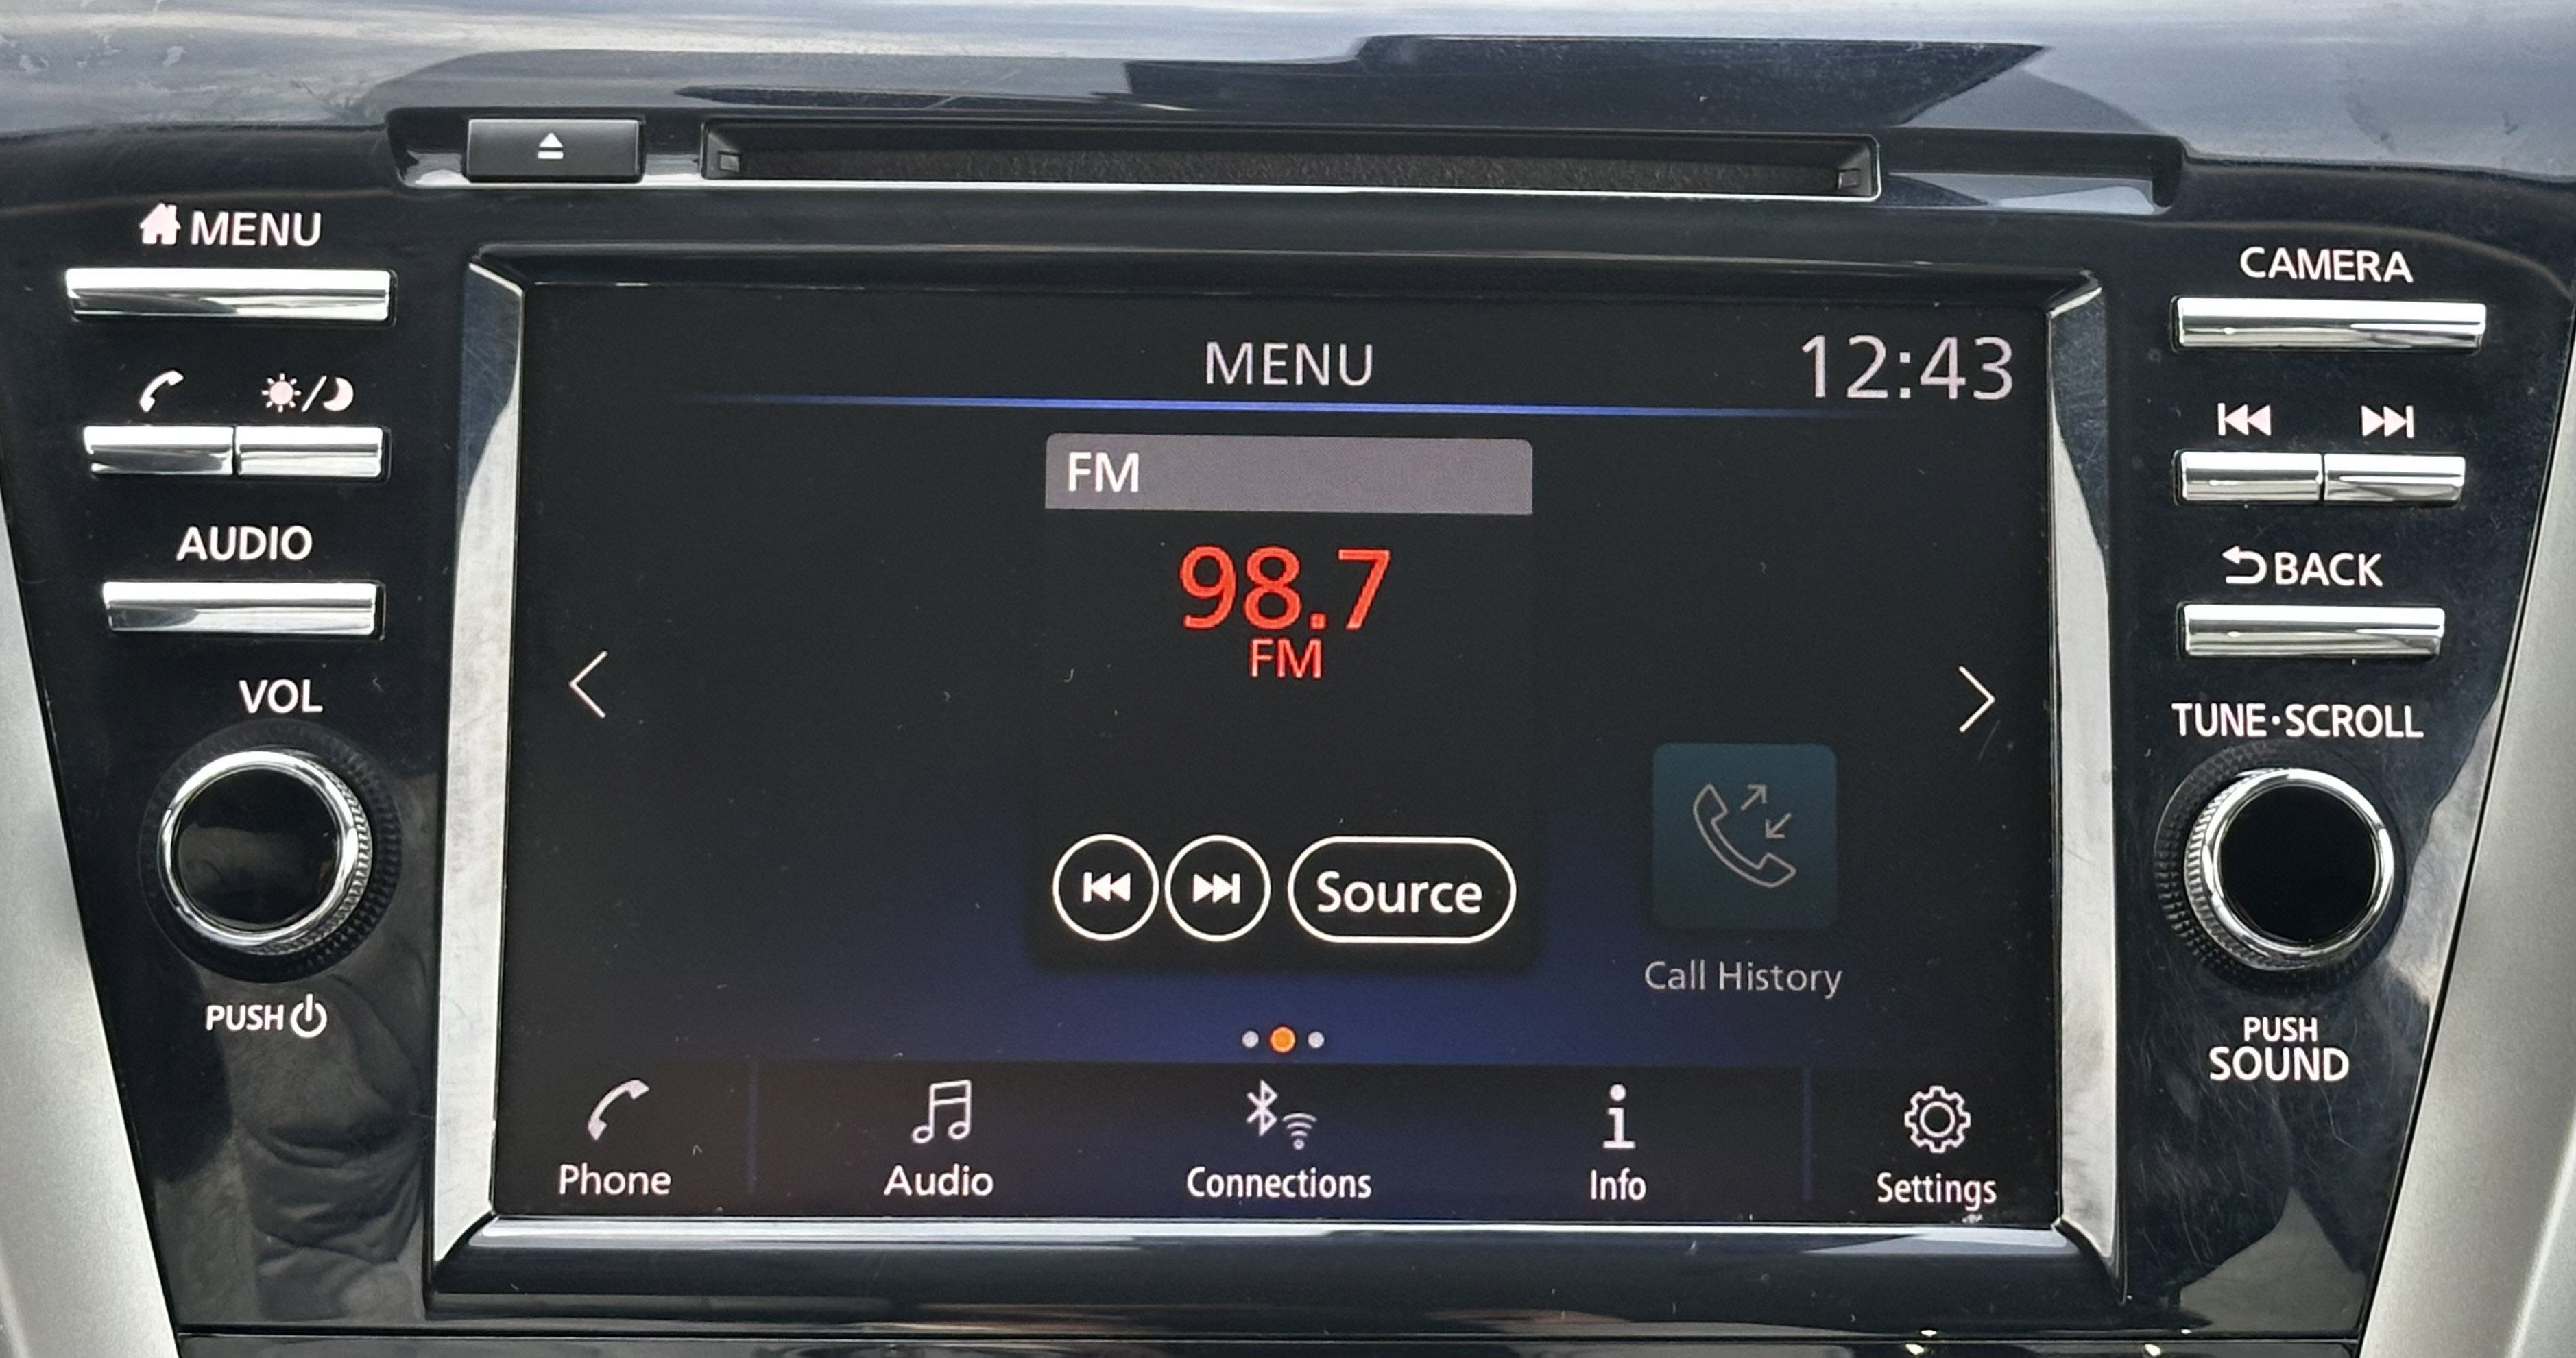 MENU
CAMERA
MENU
12:43
FM
AUDIO
98.7
BACK
FM
VOL
TUNE·SCROLL
Source
Call History
PUSH
PUSH
SOUND
Phone
Audio
Connections
Info
Settings